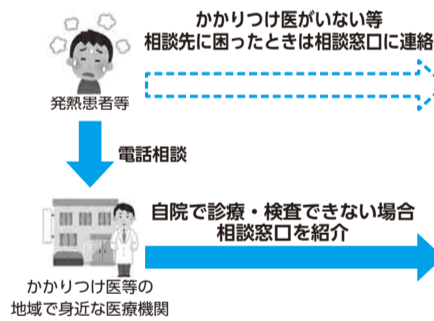 かかりつけ医がいない等
相談先に困ったときは相談窓口に連絡
発熱患者等
電話相談
自院で診療・検査できない場合
相談窓口を紹介
かかりつけ医等の
地域で身近な医療機関